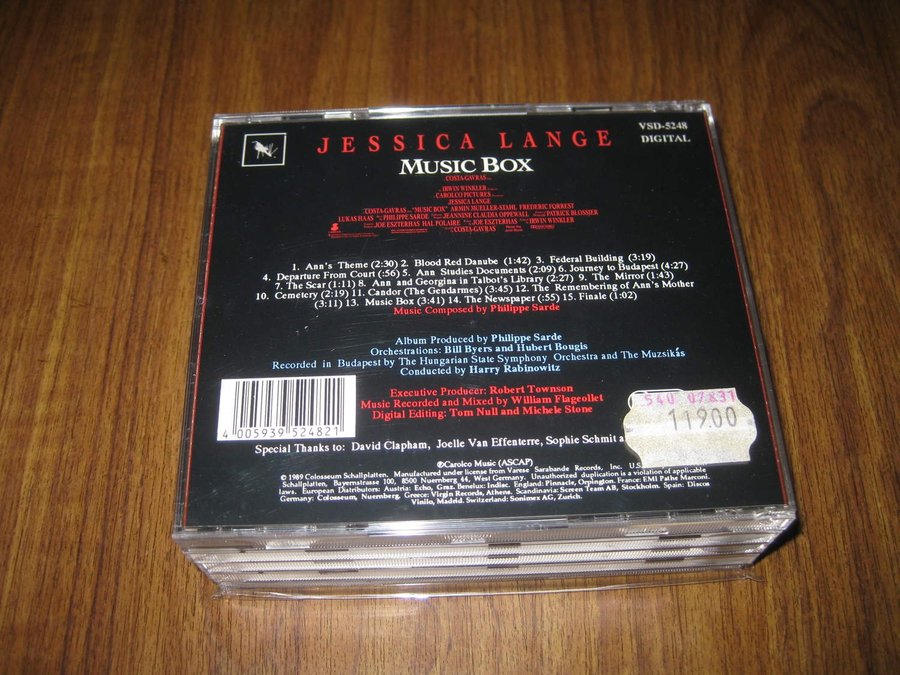 JESSICA LANGE
VSD-5248
DIGITAL
MUSIC BOX
COSTA-GAVRAS
IRWIN WINKLER
CAROLCO PICTURES
JESSICA LANGE
COSTA-GAVRAS "MUSIC BOX" ARMIN MUELLER-STAHL FREDERIC FORREST
LUKAS HAAS PHILIPPE SARDE JEANNINE CLAUDIA OPPEWALL PATRICK BLOSSIER
JOE ESZTERHAS HAL POLAIRE JOE ESZTERHAS IRWIN WINKLER
COSTA-GAVRAS
1. Ann's Theme (2:30) 2. Blood Red Danube (1:42) 3. Federal Building (3:19)
4. Departure From Court (:56) 5. Ann Studies Documents (2:09) 6. Journey to Budapest (4:27)
7. The Scar (1:11) 8. Ann and Georgina in Talbot's Library (2:27) 9. The Mirror (1:43)
10. Cemetery (2:19) 11. Candor (The Gendarmes) (3:45) 12. The Remembering of Ann's Mother
(3:11) 13. Music Box (3:41) 14. The Newspaper (:55) 15. Finale (1:02)
Music Composed by Philippe Sarde
Album Produced by Philippe Sarde
Orchestrations: Bill Byers and Hubert Bougis
Recorded in Budapest by The Hungarian State Symphony Orchestra and The Muzsikás
Conducted by Harry Rabinowitz
Executive Producer: Robert Townson
Music Recorded and Mixed by William Flageollet
Digital Editing: Tom Null and Michele Stone
4 005939 524821
540 07831
119.00
Special Thanks to: David Clapham, Joelle Van Effenterre, Sophie Schmit a
℗Carolco Music (ASCAP)
© 1989 Colosseum Schallplatten, Manufactured under license from Varese Sarabande Records, Inc. U.S.
Schallplatten, Bayernstrasse 100, 8500 Nuernberg 44, West Germany. Unauthorized duplication is a violation of applicable
laws. European Distributors: Austria: Echo, Graz. Benelux: Indisc. England: Pinnacle, Orpington. France: EMI Pathe Marconi.
Germany: Colosseum, Nuernberg. Greece: Virgin Records, Athens. Scandinavia: Screen Team AB, Stockholm. Spain: Discos
Vinilo, Madrid. Switzerland: Sonimex AG, Zurich.